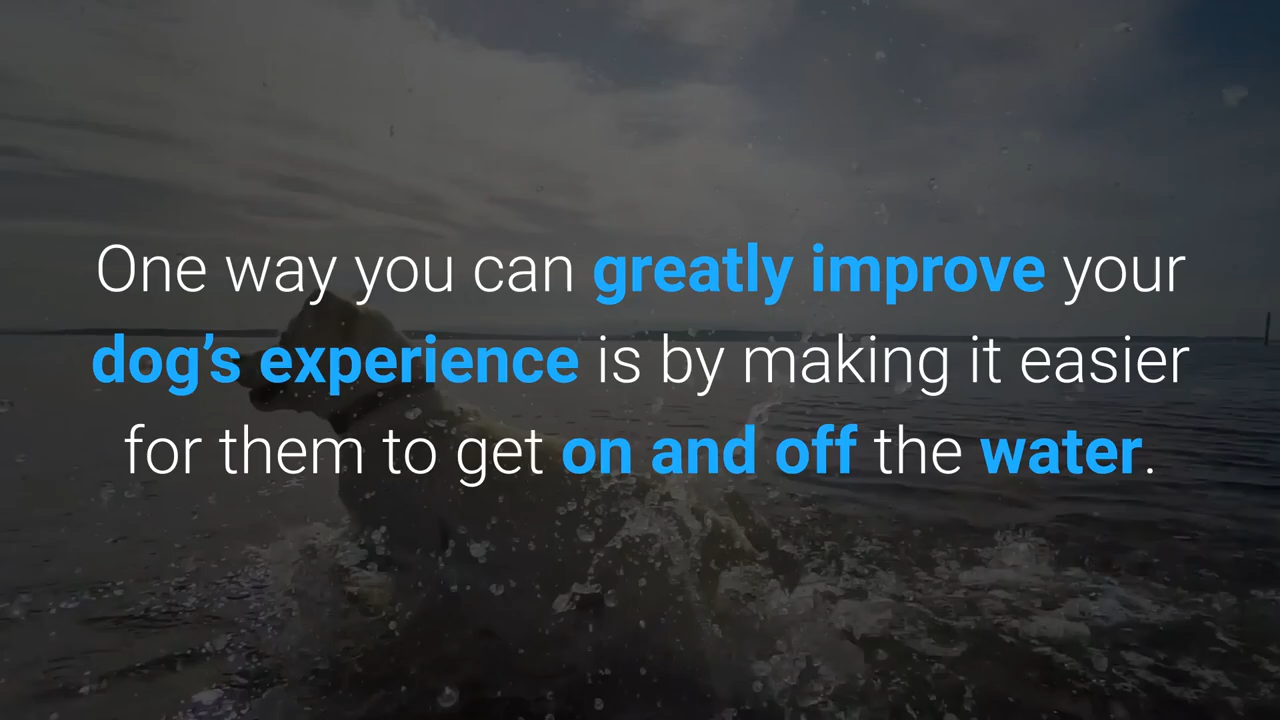 One way you can greatly improve your
dog’s experience is by making it easier
for them to get on and off the water.